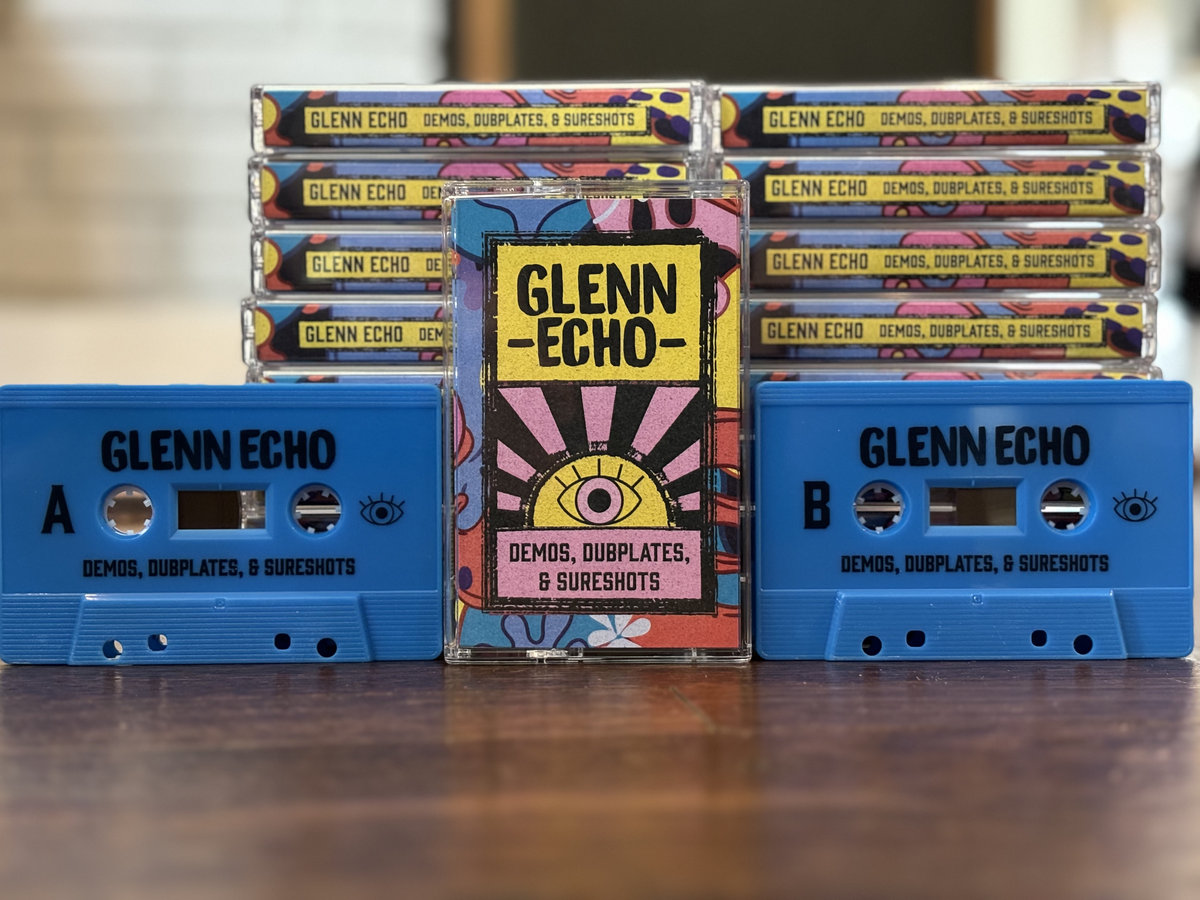 GLENN ECHO DEMOS, DUBPLATES, & SURESHOTS
GLENN ECHO DEMOS, DUBPLATES, & SURESHOTS
GLENN ECHO
GLENN ECHO DEMOS, DUBPLATES, & SURESHOTS
GLENN ECHO
GLENN ECHO DEMOS, DUBPLATES, & SURESHOTS
GLENN ECHO
GLENN ECHO DEMOS, DUBPLATES, & SURESHOTS
GLENN
-ECHO-
DEMOS, DUBPLATES,
& SURESHOTS
GLENN ECHO
A
DEMOS, DUBPLATES, & SURESHOTS
GLENN ECHO
B
DEMOS, DUBPLATES, & SURESHOTS